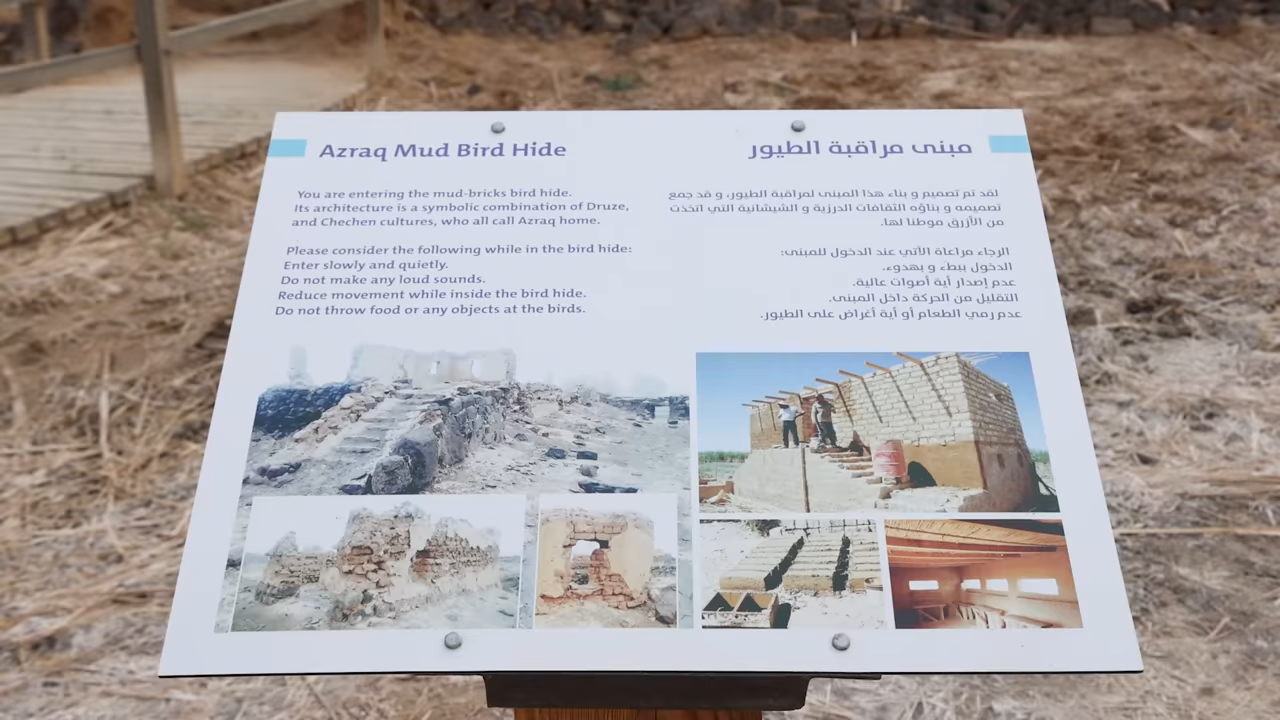 Azraq Mud Bird Hide
You are entering the mud-bricks bird hide.
Its architecture is a symbolic combination of Druze,
and Chechen cultures, who all call Azraq home.
Please consider the following while in the bird hide:
Enter slowly and quietly.
Do not make any loud sounds.
Reduce movement while inside the bird hide.
Do not throw food or any objects at the birds.
مبنى مراقبة الطيور
لقد تم تصميم و بناء هذا المبنى لمراقبة الطيور، و قد جمع
تصميمه و بناؤه الثقافات الدرزية و الشيشانية التي اتخذت
من الأزرق موطنا لها.
الرجاء مراعاة الآتي عند الدخول للمبنى:
الدخول ببطء و بهدوء.
عدم إصدار أية أصوات عالية.
التقليل من الحركة داخل المبنى.
عدم رمي الطعام أو أية أغراض على الطيور.